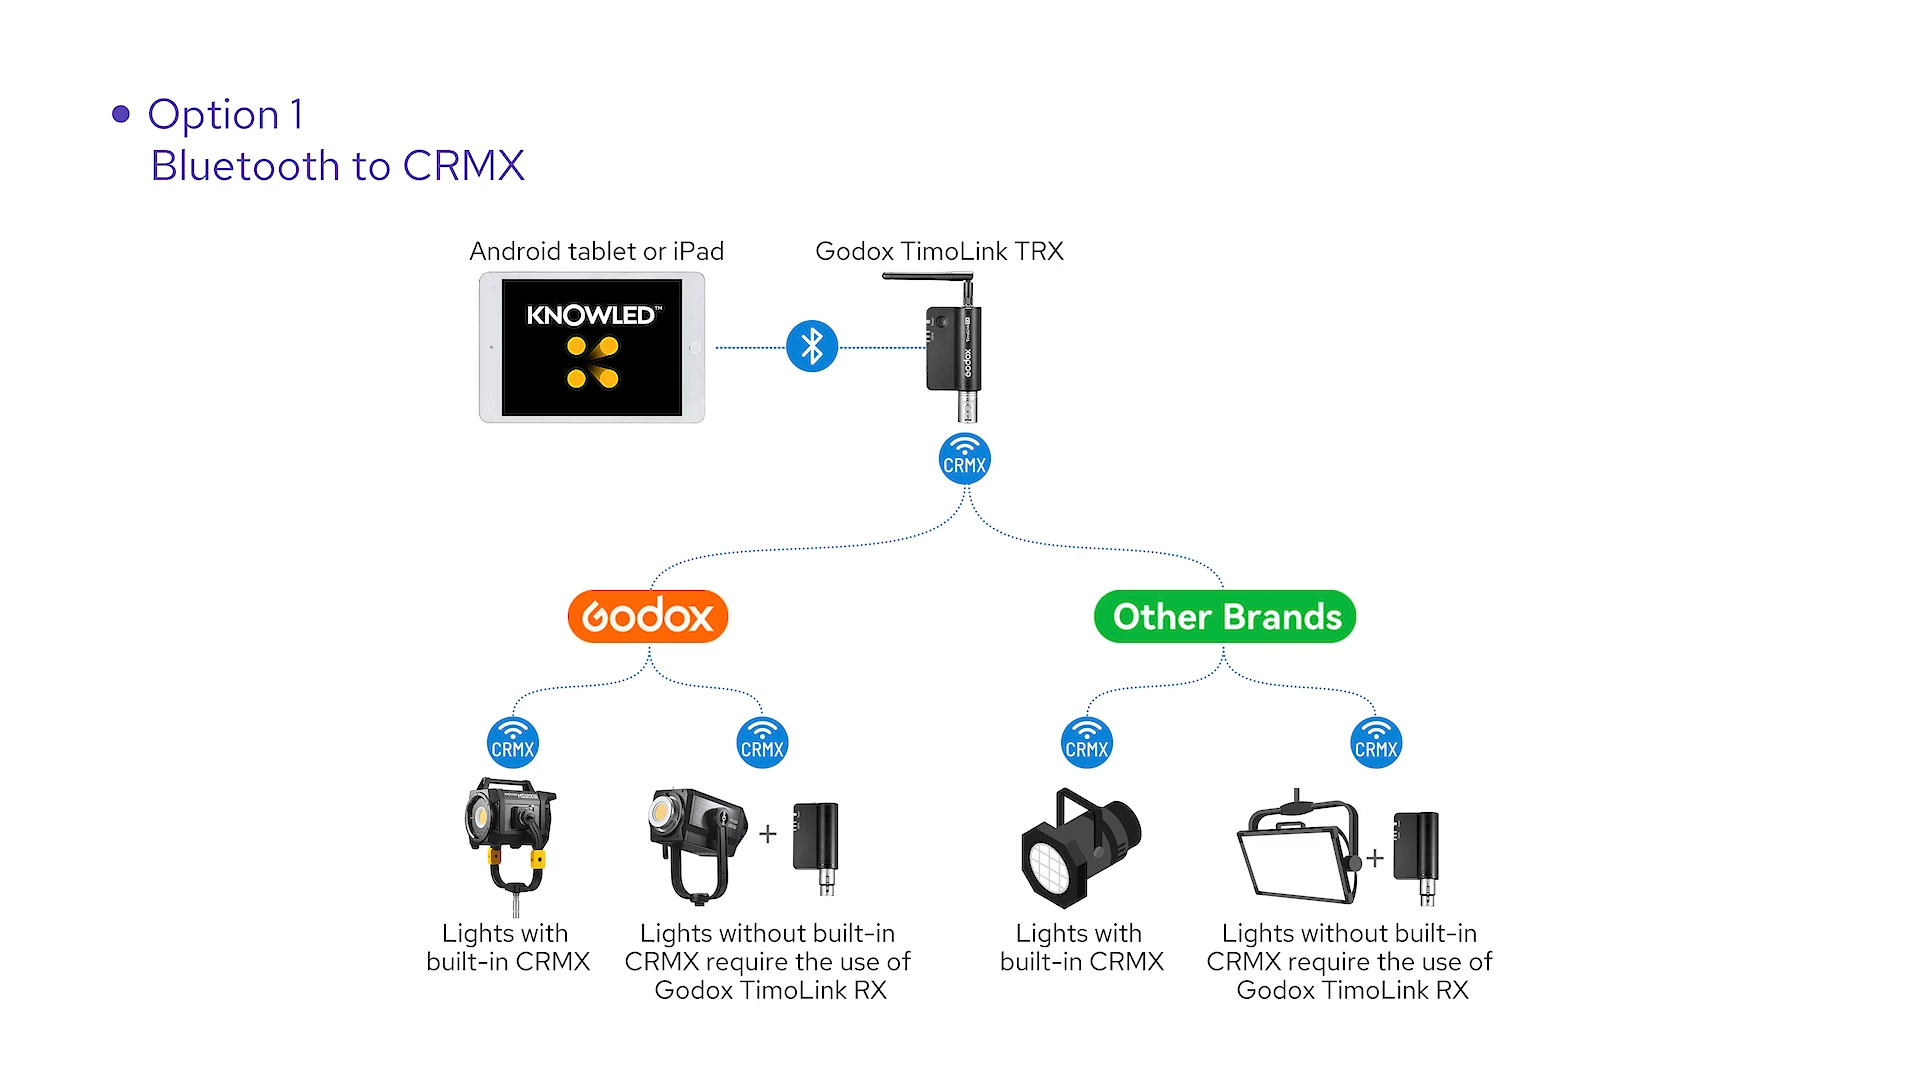 Option 1
Bluetooth to CRMX
Android tablet or iPad
Godox TimoLink TRX
KNOWLED™
Godox
CRMX
Godox
Other Brands
CRMX
CRMX
CRMX
CRMX
Lights with
built-in CRMX
Lights without built-in
CRMX require the use of
Godox TimoLink RX
Lights with
built-in CRMX
Lights without built-in
CRMX require the use of
Godox TimoLink RX